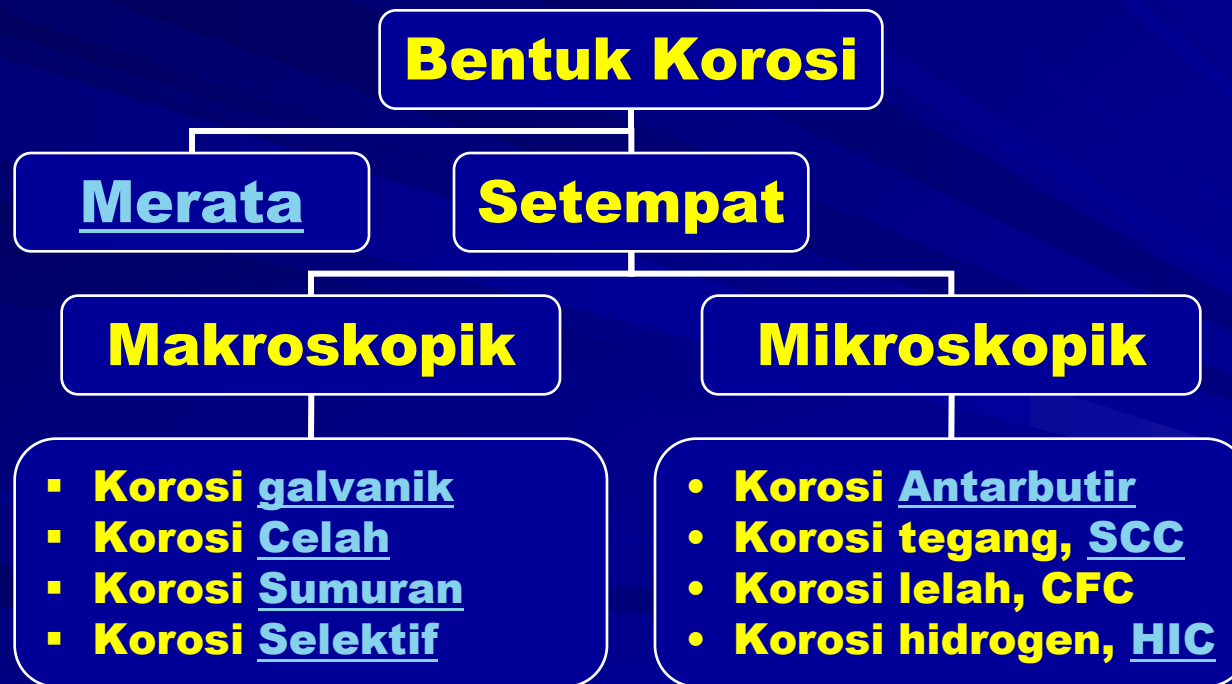 Bentuk Korosi
Merata
Setempat
Makroskopik
Mikroskopik
▪ Korosi galvanik
▪ Korosi Celah
▪ Korosi Sumuran
▪ Korosi Selektif
• Korosi Antarbutir
• Korosi tegang, SCC
• Korosi lelah, CFC
• Korosi hidrogen, HIC